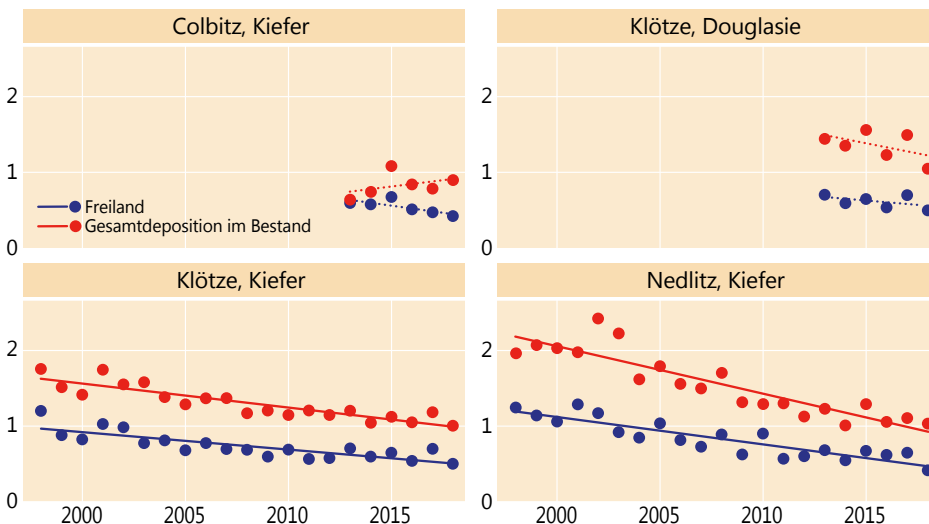 Colbitz, Kiefer
Klötze, Douglasie
2
1
0
Freiland
Gesamtdeposition im Bestand
2
1
0
Klötze, Kiefer
Nedlitz, Kiefer
2
1
0
2000 2005 2010 2015
2
1
0
2000 2005 2010 2015